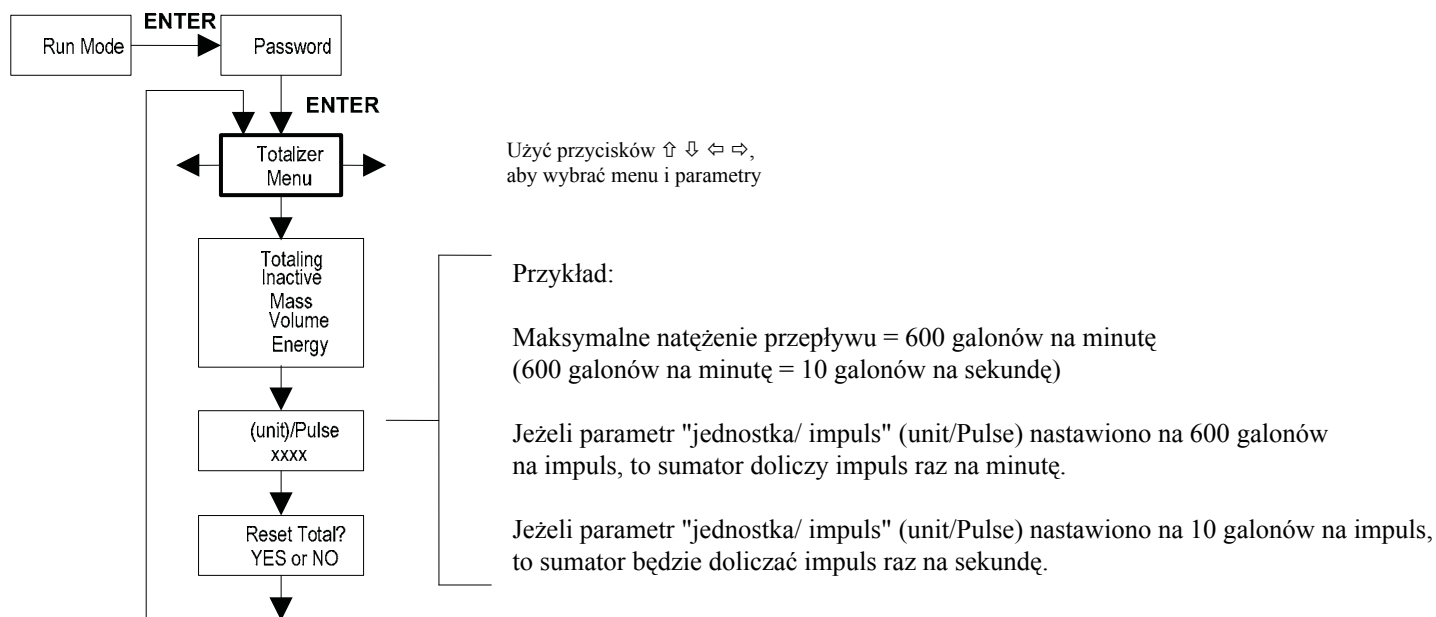 ENTER
Run Mode
Password
ENTER
Totalizer
Menu
Użyć przycisków ⇧ ⇩ ⇦ ⇨,
aby wybrać menu i parametry
Totaling
Inactive
Mass
Volume
Energy
Przykład:
Maksymalne natężenie przepływu = 600 galonów na minutę
(600 galonów na minutę = 10 galonów na sekundę)
(unit)/Pulse
xxxx
Jeżeli parametr "jednostka/ impuls" (unit/Pulse) nastawiono na 600 galonów
na impuls, to sumator doliczy impuls raz na minutę.
Reset Total?
YES or NO
Jeżeli parametr "jednostka/ impuls" (unit/Pulse) nastawiono na 10 galonów na impuls,
to sumator będzie doliczać impuls raz na sekundę.